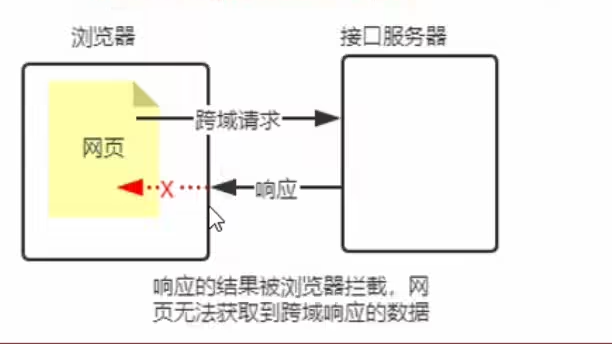 浏览器
接口服务器
跨域请求
网页
X
响应
响应的结果被浏览器拦截，网
页无法获取到跨域响应的数据